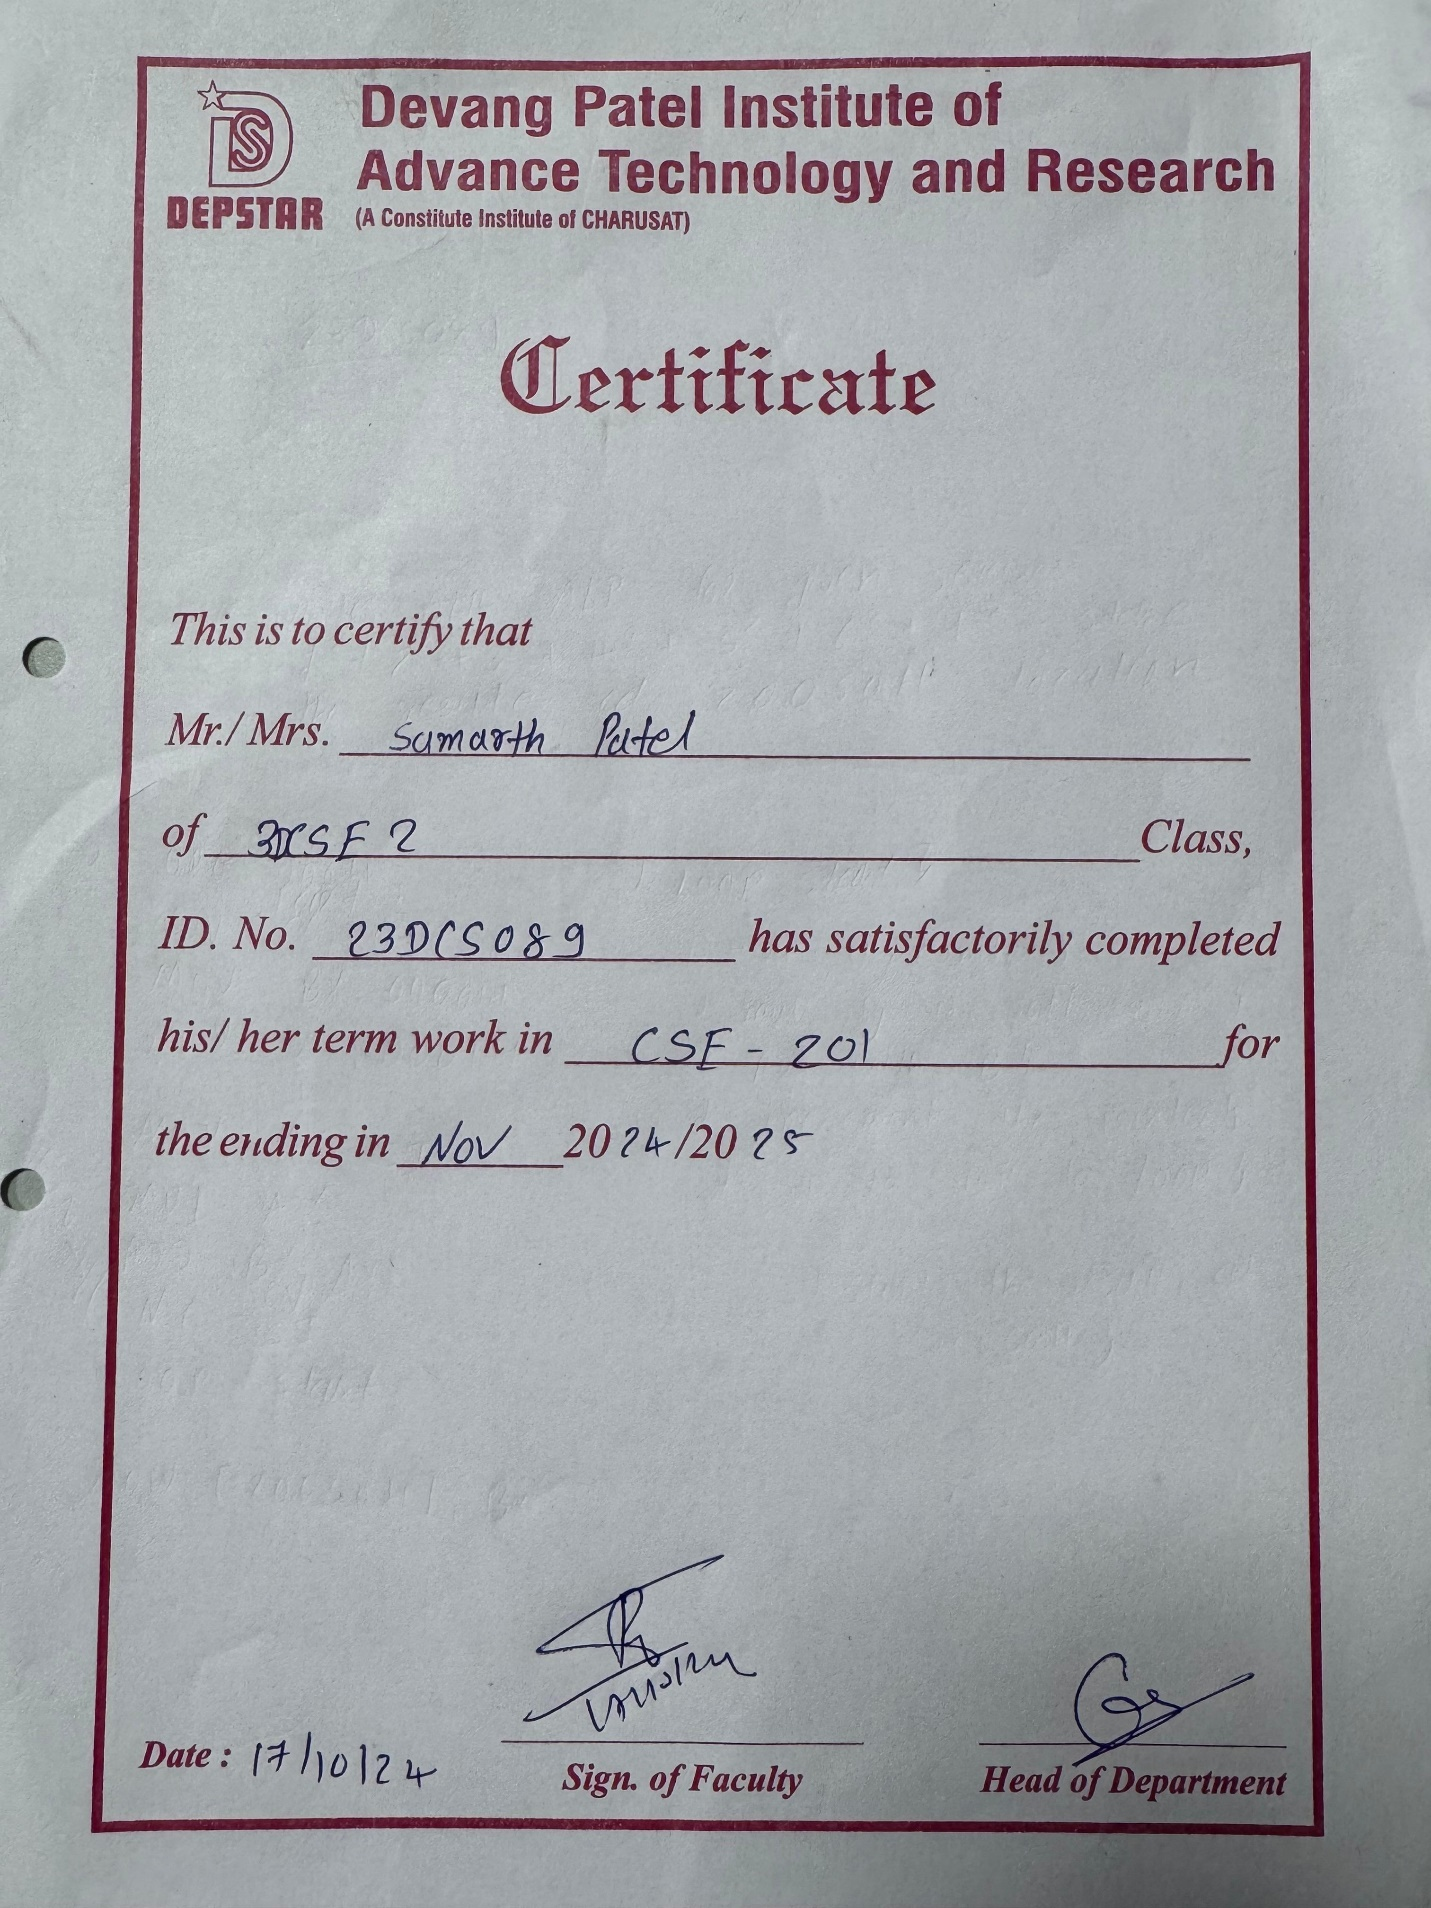 Devang Patel Institute of
Advance Technology and Research
DEPSTAR (A Constitute Institute of CHARUSAT)
Certificate
This is to certify that
Mr./ Mrs. Samarth Patel
of 2 Class,
ID. No. 23DCS089 has satisfactorily completed
his/ her term work in CSE - 201 for
the ending in Nov 2024/2025
Date : 17/10/24
Sign. of Faculty
Head of Department